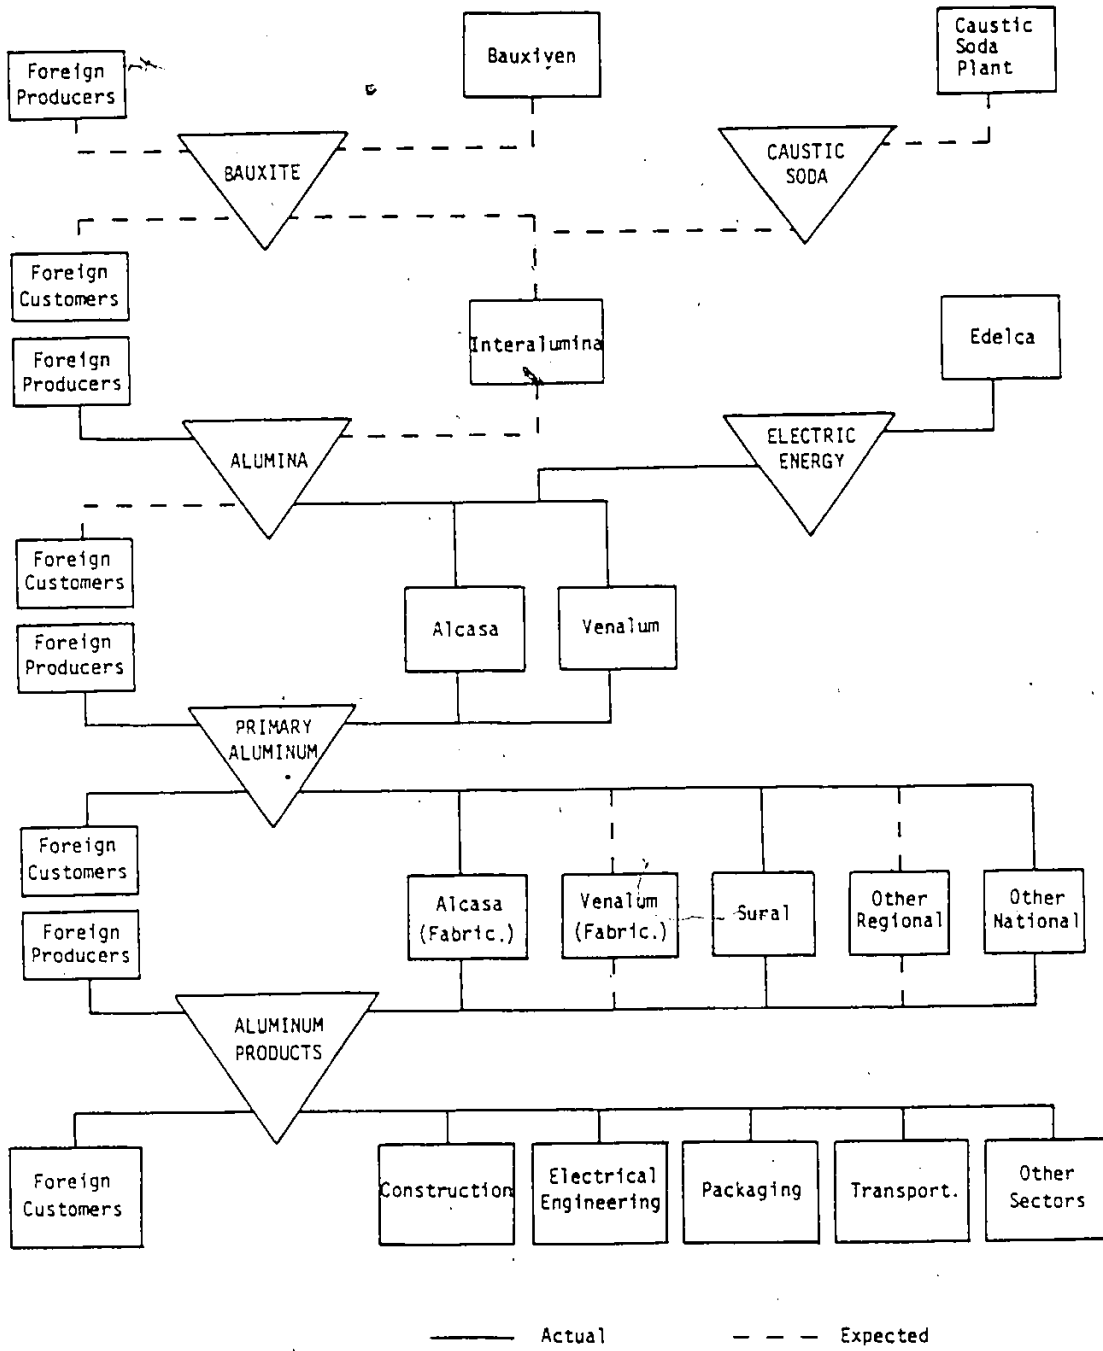 Foreign
Producers
Bauxiven
Caustic
Soda
Plant
BAUXITE
CAUSTIC
SODA
Foreign
Customers
Foreign
Producers
Interalumina
Edelca
ALUMINA
ELECTRIC
ENERGY
Foreign
Customers
Foreign
Producers
Alcasa
Venalum
PRIMARY
ALUMINUM
Foreign
Customers
Foreign
Producers
Alcasa
(Fabric.)
Venalum
(Fabric.)
Sural
Other
Regional
Other
National
ALUMINUM
PRODUCTS
Foreign
Customers
Construction
Electrical
Engineering
Packaging
Transport.
Other
Sectors
Actual
Expected